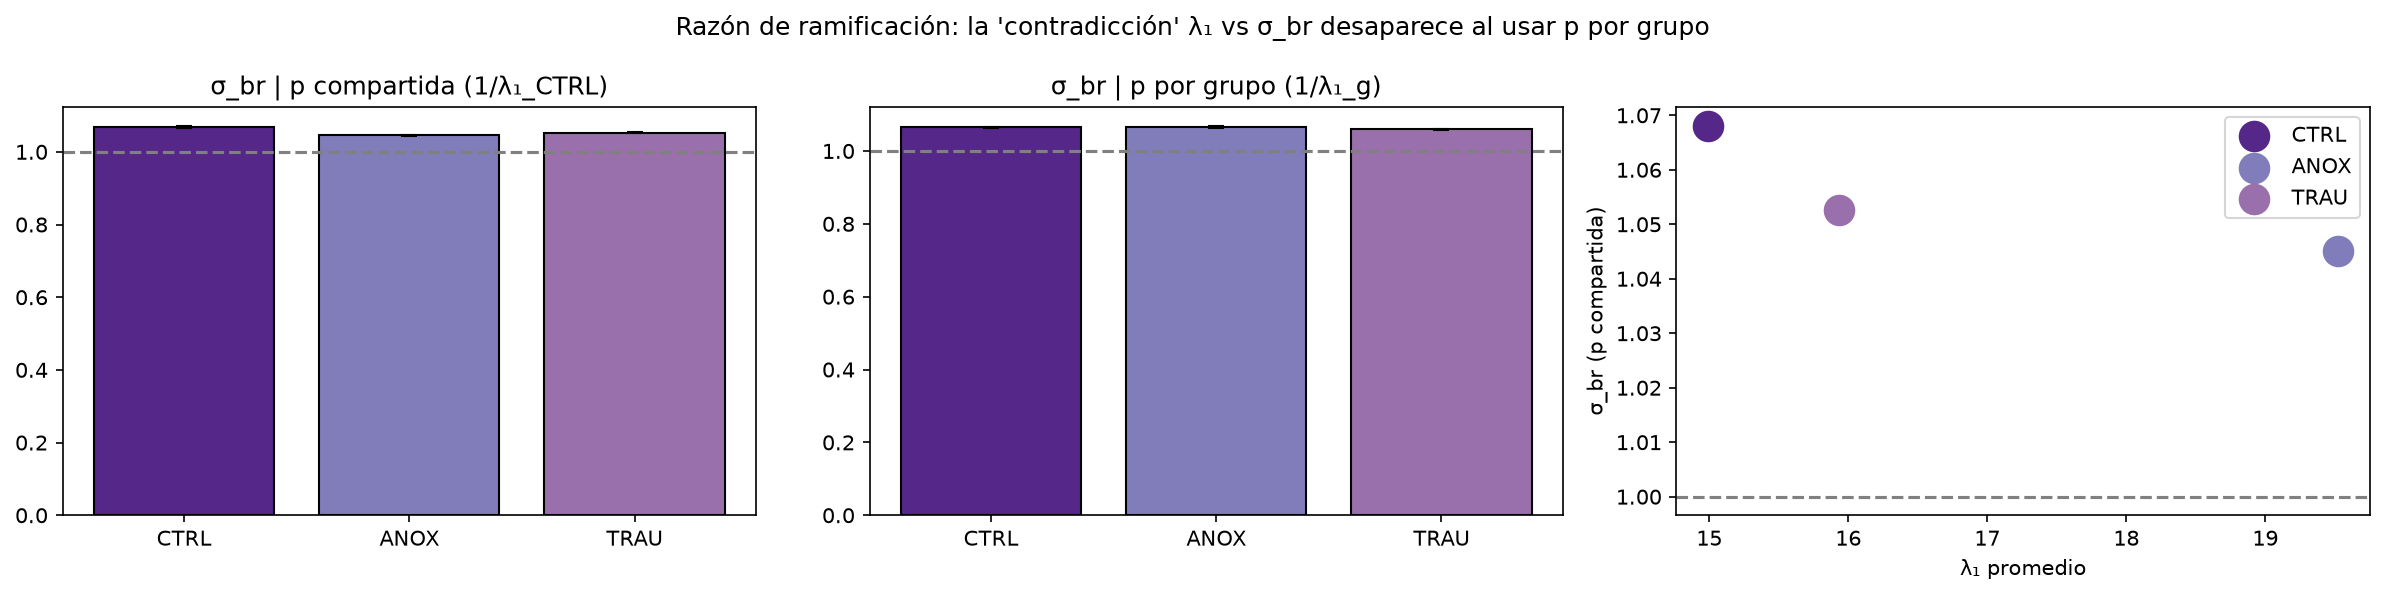 Razón de ramificación: la 'contradicción' λ₁ vs σ_br desaparece al usar p por grupo
σ_br | p compartida (1/λ₁_CTRL)
1.0
0.8
0.6
0.4
0.2
0.0
CTRL
ANOX
TRAU
σ_br | p por grupo (1/λ₁_g)
1.0
0.8
0.6
0.4
0.2
0.0
CTRL
ANOX
TRAU
σ_br (p compartida)
1.07
1.06
1.05
1.04
1.03
1.02
1.01
1.00
CTRL
ANOX
TRAU
15
16
17
18
19
λ₁ promedio